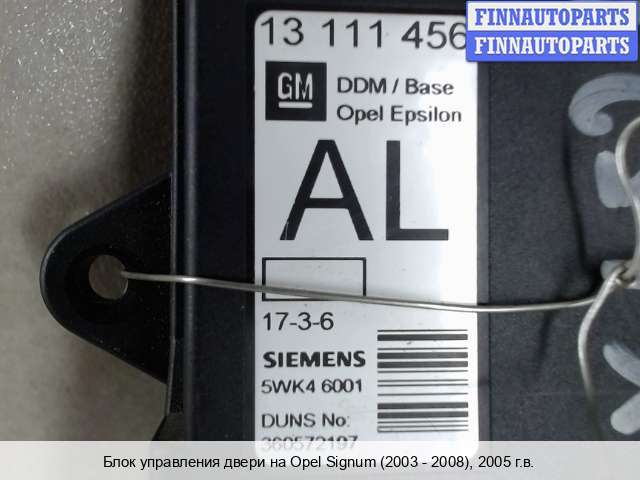 13 111 456
FINNAUTOPARTS
FINNAUTOPARTS
GM
DDM / Base
Opel Epsilon
AL
17-3-6
SIEMENS
5WK4 6001
DUNS No:
360572197
Блок управления двери на Opel Signum (2003 - 2008), 2005 г.в.